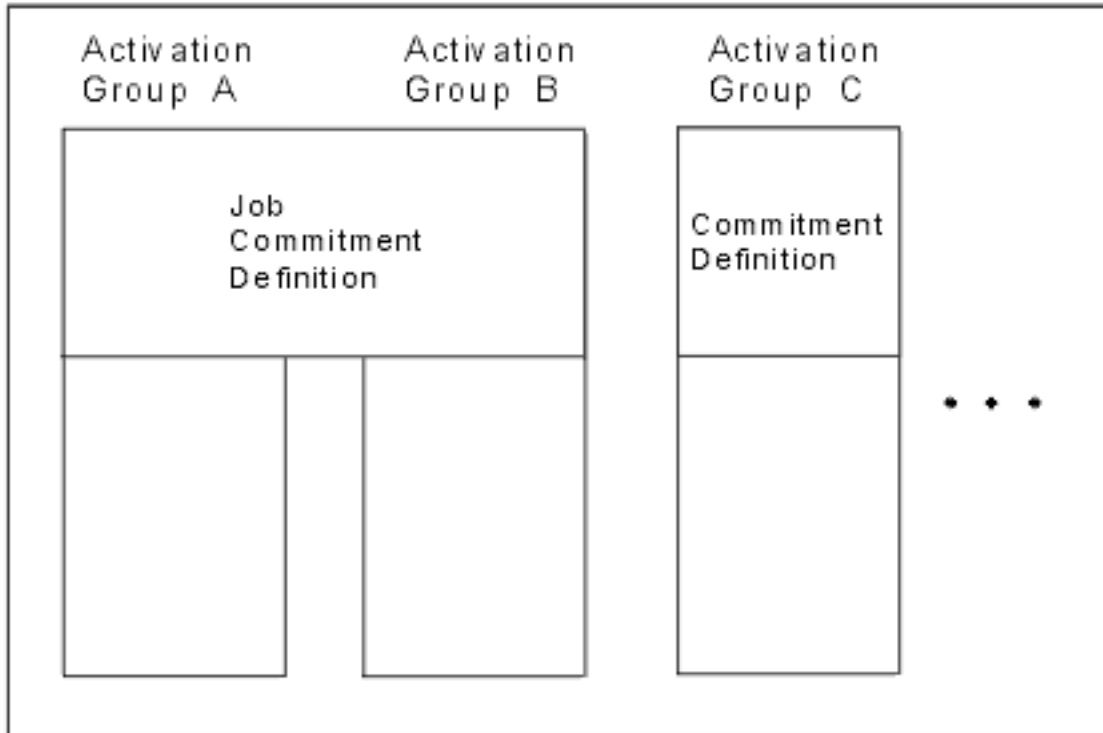 Activation
Group A
Activation
Group B
Activation
Group C
Job
Commitment
Definition
Commitment
Definition